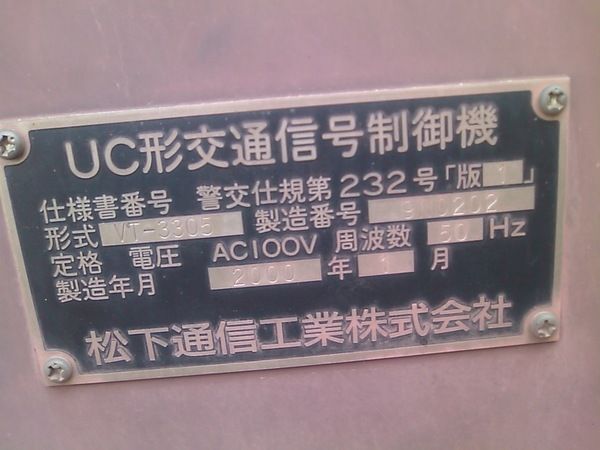 UC形交通信号制御機
仕様書番号 警交仕規第232号「版1」
形式 VT-3305 製造番号 9N0202
定格 電圧 AC100V 周波数 50 Hz
製造年月 2000 年 1 月
松下通信工業株式会社